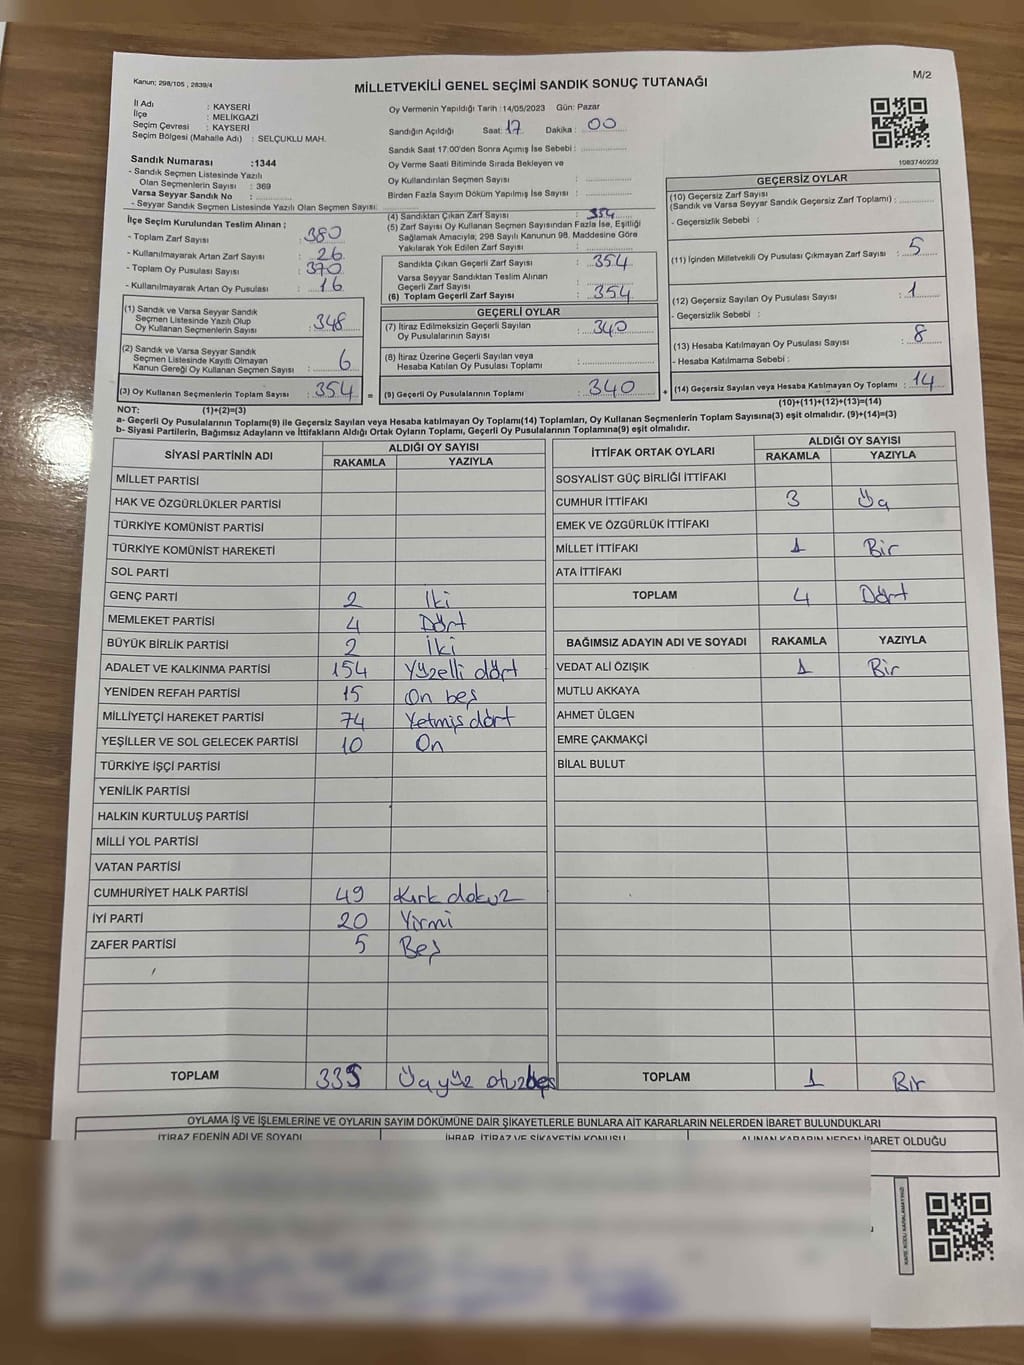 Kanun: 298/105 , 2839/4
M/2
MİLLETVEKİLİ GENEL SEÇİMİ SANDIK SONUÇ TUTANAĞI
İl Adı : KAYSERİ
İlçe : MELİKGAZİ
Seçim Çevresi : KAYSERİ
Seçim Bölgesi (Mahalle Adı) : SELÇUKLU MAH.
Sandık Numarası :1344
- Sandık Seçmen Listesinde Yazılı
Olan Seçmenlerin Sayısı : 369
Varsa Seyyar Sandık No :
- Seyyar Sandık Seçmen Listesinde Yazılı Olan Seçmen Sayısı:
İlçe Seçim Kurulundan Teslim Alınan ;
- Toplam Zarf Sayısı : 380
- Kullanılmayarak Artan Zarf Sayısı : 26
- Toplam Oy Pusulası Sayısı : 370
- Kullanılmayarak Artan Oy Pusulası : 16
(1) Sandık ve Varsa Seyyar Sandık
Seçmen Listesinde Yazılı Olup
Oy Kullanan Seçmenlerin Sayısı : 348
(2) Sandık ve Varsa Seyyar Sandık
Seçmen Listesinde Kayıtlı Olmayan
Kanun Gereği Oy Kullanan Seçmen Sayısı : 6
(3) Oy Kullanan Seçmenlerin Toplam Sayısı : 354
Oy Vermenin Yapıldığı Tarih :14/05/2023 Gün: Pazar
Sandığın Açıldığı Saat: 17 Dakika : 00
Sandık Saat 17:00'den Sonra Açımış İse Sebebi :
Oy Verme Saati Bitiminde Sırada Bekleyen ve
Oy Kullandırılan Seçmen Sayısı :
Birden Fazla Sayım Döküm Yapılmış İse Sayısı :
(4) Sandıktan Çıkan Zarf Sayısı : 354
(5) Zarf Sayısı Oy Kullanan Seçmen Sayısından Fazla İse, Eşitliği
Sağlamak Amacıyla, 298 Sayılı Kanunun 98. Maddesine Göre
Yakılarak Yok Edilen Zarf Sayısı :
Sandıkta Çıkan Geçerli Zarf Sayısı : 354
Varsa Seyyar Sandıktan Teslim Alınan
Geçerli Zarf Sayısı :
(6) Toplam Geçerli Zarf Sayısı : 354
GEÇERLİ OYLAR
(7) İtiraz Edilmeksizin Geçerli Sayılan
Oy Pusulasının Sayısı : 340
(8) İtiraz Üzerine Geçerli Sayılan veya
Hesaba Katılan Oy Pusulası Toplamı :
= (9) Geçerli Oy Pusulalarının Toplamı : 340 +
1083740232
GEÇERSİZ OYLAR
(10) Geçersiz Zarf Sayısı
(Sandık ve Varsa Seyyar Sandık Geçersiz Zarf Toplamı) :
- Geçersizlik Sebebi :
(11) İçinden Milletvekili Oy Pusulası Çıkmayan Zarf Sayısı : 5
(12) Geçersiz Sayılan Oy Pusulası Sayısı : 1
- Geçersizlik Sebebi :
(13) Hesaba Katılmayan Oy Pusulası Sayısı : 8
- Hesaba Katılmama Sebebi :
(14) Geçersiz Sayılan veya Hesaba Katılmayan Oy Toplamı : 14
(10)+(11)+(12)+(13)=(14)
NOT: (1)+(2)=(3)
a- Geçerli Oy Pusulalarının Toplamı(9) ile Geçersiz Sayılan veya Hesaba katılmayan Oy Toplamı(14) Toplamları, Oy Kullanan Seçmenlerin Toplam Sayısına(3) eşit olmalıdır. (9)+(14)=(3)
b- Siyasi Partilerin, Bağımsız Adayların ve İttifakların Aldığı Ortak Oyların Toplamı, Geçerli Oy Pusulalarının Toplamına(9) eşit olmalıdır.
SİYASİ PARTİNİN ADI ALDIĞI OY SAYISI
RAKAMLA YAZIYLA
MİLLET PARTİSİ
HAK VE ÖZGÜRLÜKLER PARTİSİ
TÜRKİYE KOMÜNİST PARTİSİ
TÜRKİYE KOMÜNİST HAREKETİ
SOL PARTİ
GENÇ PARTİ 2 İki
MEMLEKET PARTİSİ 4 Dört
BÜYÜK BİRLİK PARTİSİ 2 İki
ADALET VE KALKINMA PARTİSİ 154 Yüzelli dört
YENİDEN REFAH PARTİSİ 15 On beş
MİLLİYETÇİ HAREKET PARTİSİ 74 Yetmiş dört
YEŞİLLER VE SOL GELECEK PARTİSİ 10 On
TÜRKİYE İŞÇİ PARTİSİ
YENİLİK PARTİSİ
HALKIN KURTULUŞ PARTİSİ
MİLLİ YOL PARTİSİ
VATAN PARTİSİ
CUMHURİYET HALK PARTİSİ 49 Kırk dokuz
İYİ PARTİ 20 Yirmi
ZAFER PARTİSİ 5 Beş
TOPLAM 335 Üçyüz otuzbeş
İTTİFAK ORTAK OYLARI ALDIĞI OY SAYISI
RAKAMLA YAZIYLA
SOSYALİST GÜÇ BİRLİĞİ İTTİFAKI
CUMHUR İTTİFAKI 3 Üç
EMEK VE ÖZGÜRLÜK İTTİFAKI
MİLLET İTTİFAKI 1 Bir
ATA İTTİFAKI
TOPLAM 4 Dört
BAĞIMSIZ ADAYIN ADI VE SOYADI RAKAMLA YAZIYLA
VEDAT ALİ ÖZIŞIK 1 Bir
MUTLU AKKAYA
AHMET ÜLGEN
EMRE ÇAKMAKÇİ
BİLAL BULUT
TOPLAM 1 Bir
OYLAMA İŞ VE İŞLEMLERİNE VE OYLARIN SAYIM DÖKÜMÜNE DAİR ŞİKAYETLERLE BUNLARA AİT KARARLARIN NELERDEN İBARET BULUNDUKLARI
İTİRAZ EDENİN ADI VE SOYADI İHBAR, İTİRAZ VE ŞİKAYETİN KONUSU ALINAN KARARIN NEDEN İBARET OLDUĞU